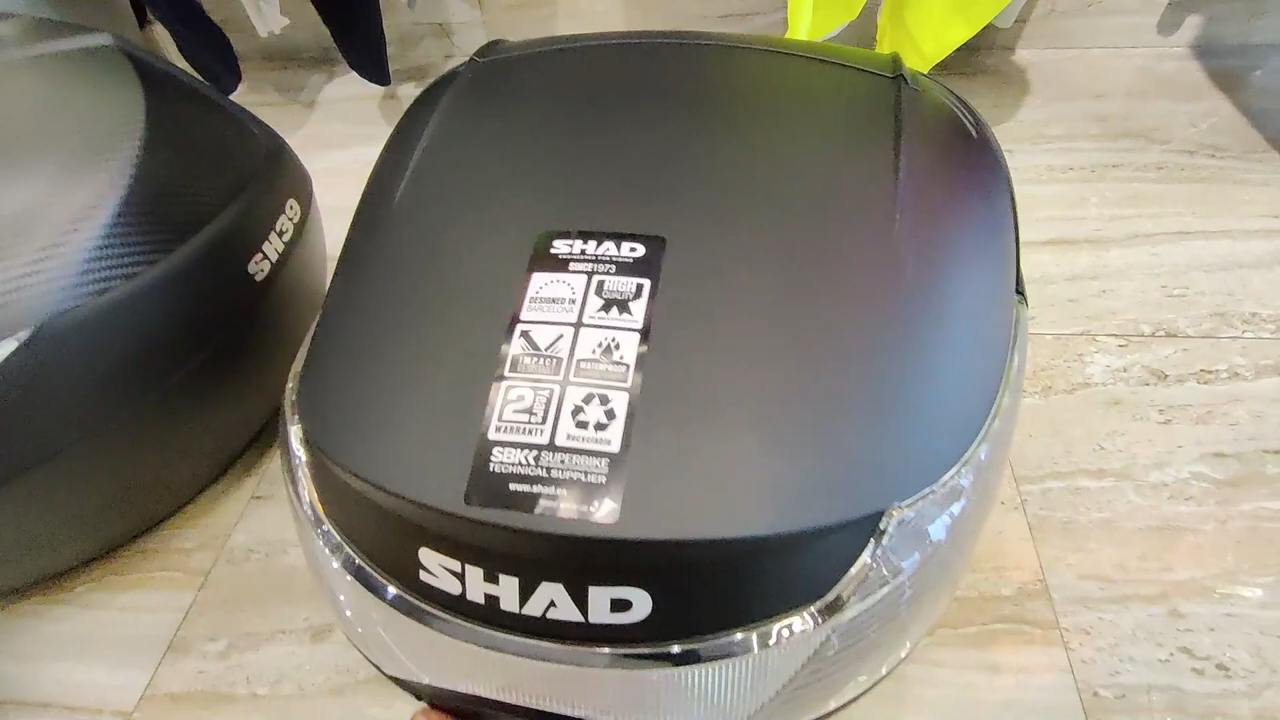 SH39
SHAD
ENGINEERED FOR RIDING
SINCE1973
DESIGNED IN
BARCELONA
HIGH
QUALITY
IMPACT
WATERPROOF
2 Years
WARRANTY
Recyclable
SBK SUPERBIKE
TECHNICAL SUPPLIER
www.shad.es
SHAD